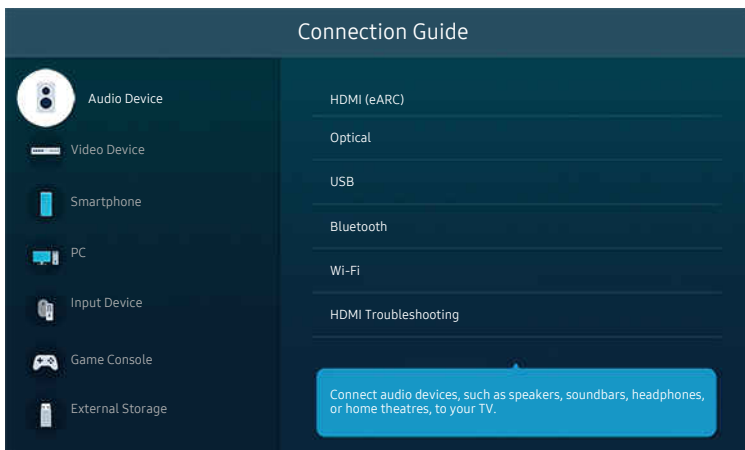 Connection Guide
Audio Device
Video Device
Smartphone
PC
Input Device
Game Console
External Storage
HDMI (eARC)
Optical
USB
Bluetooth
Wi-Fi
HDMI Troubleshooting
Connect audio devices, such as speakers, soundbars, headphones,
or home theatres, to your TV.